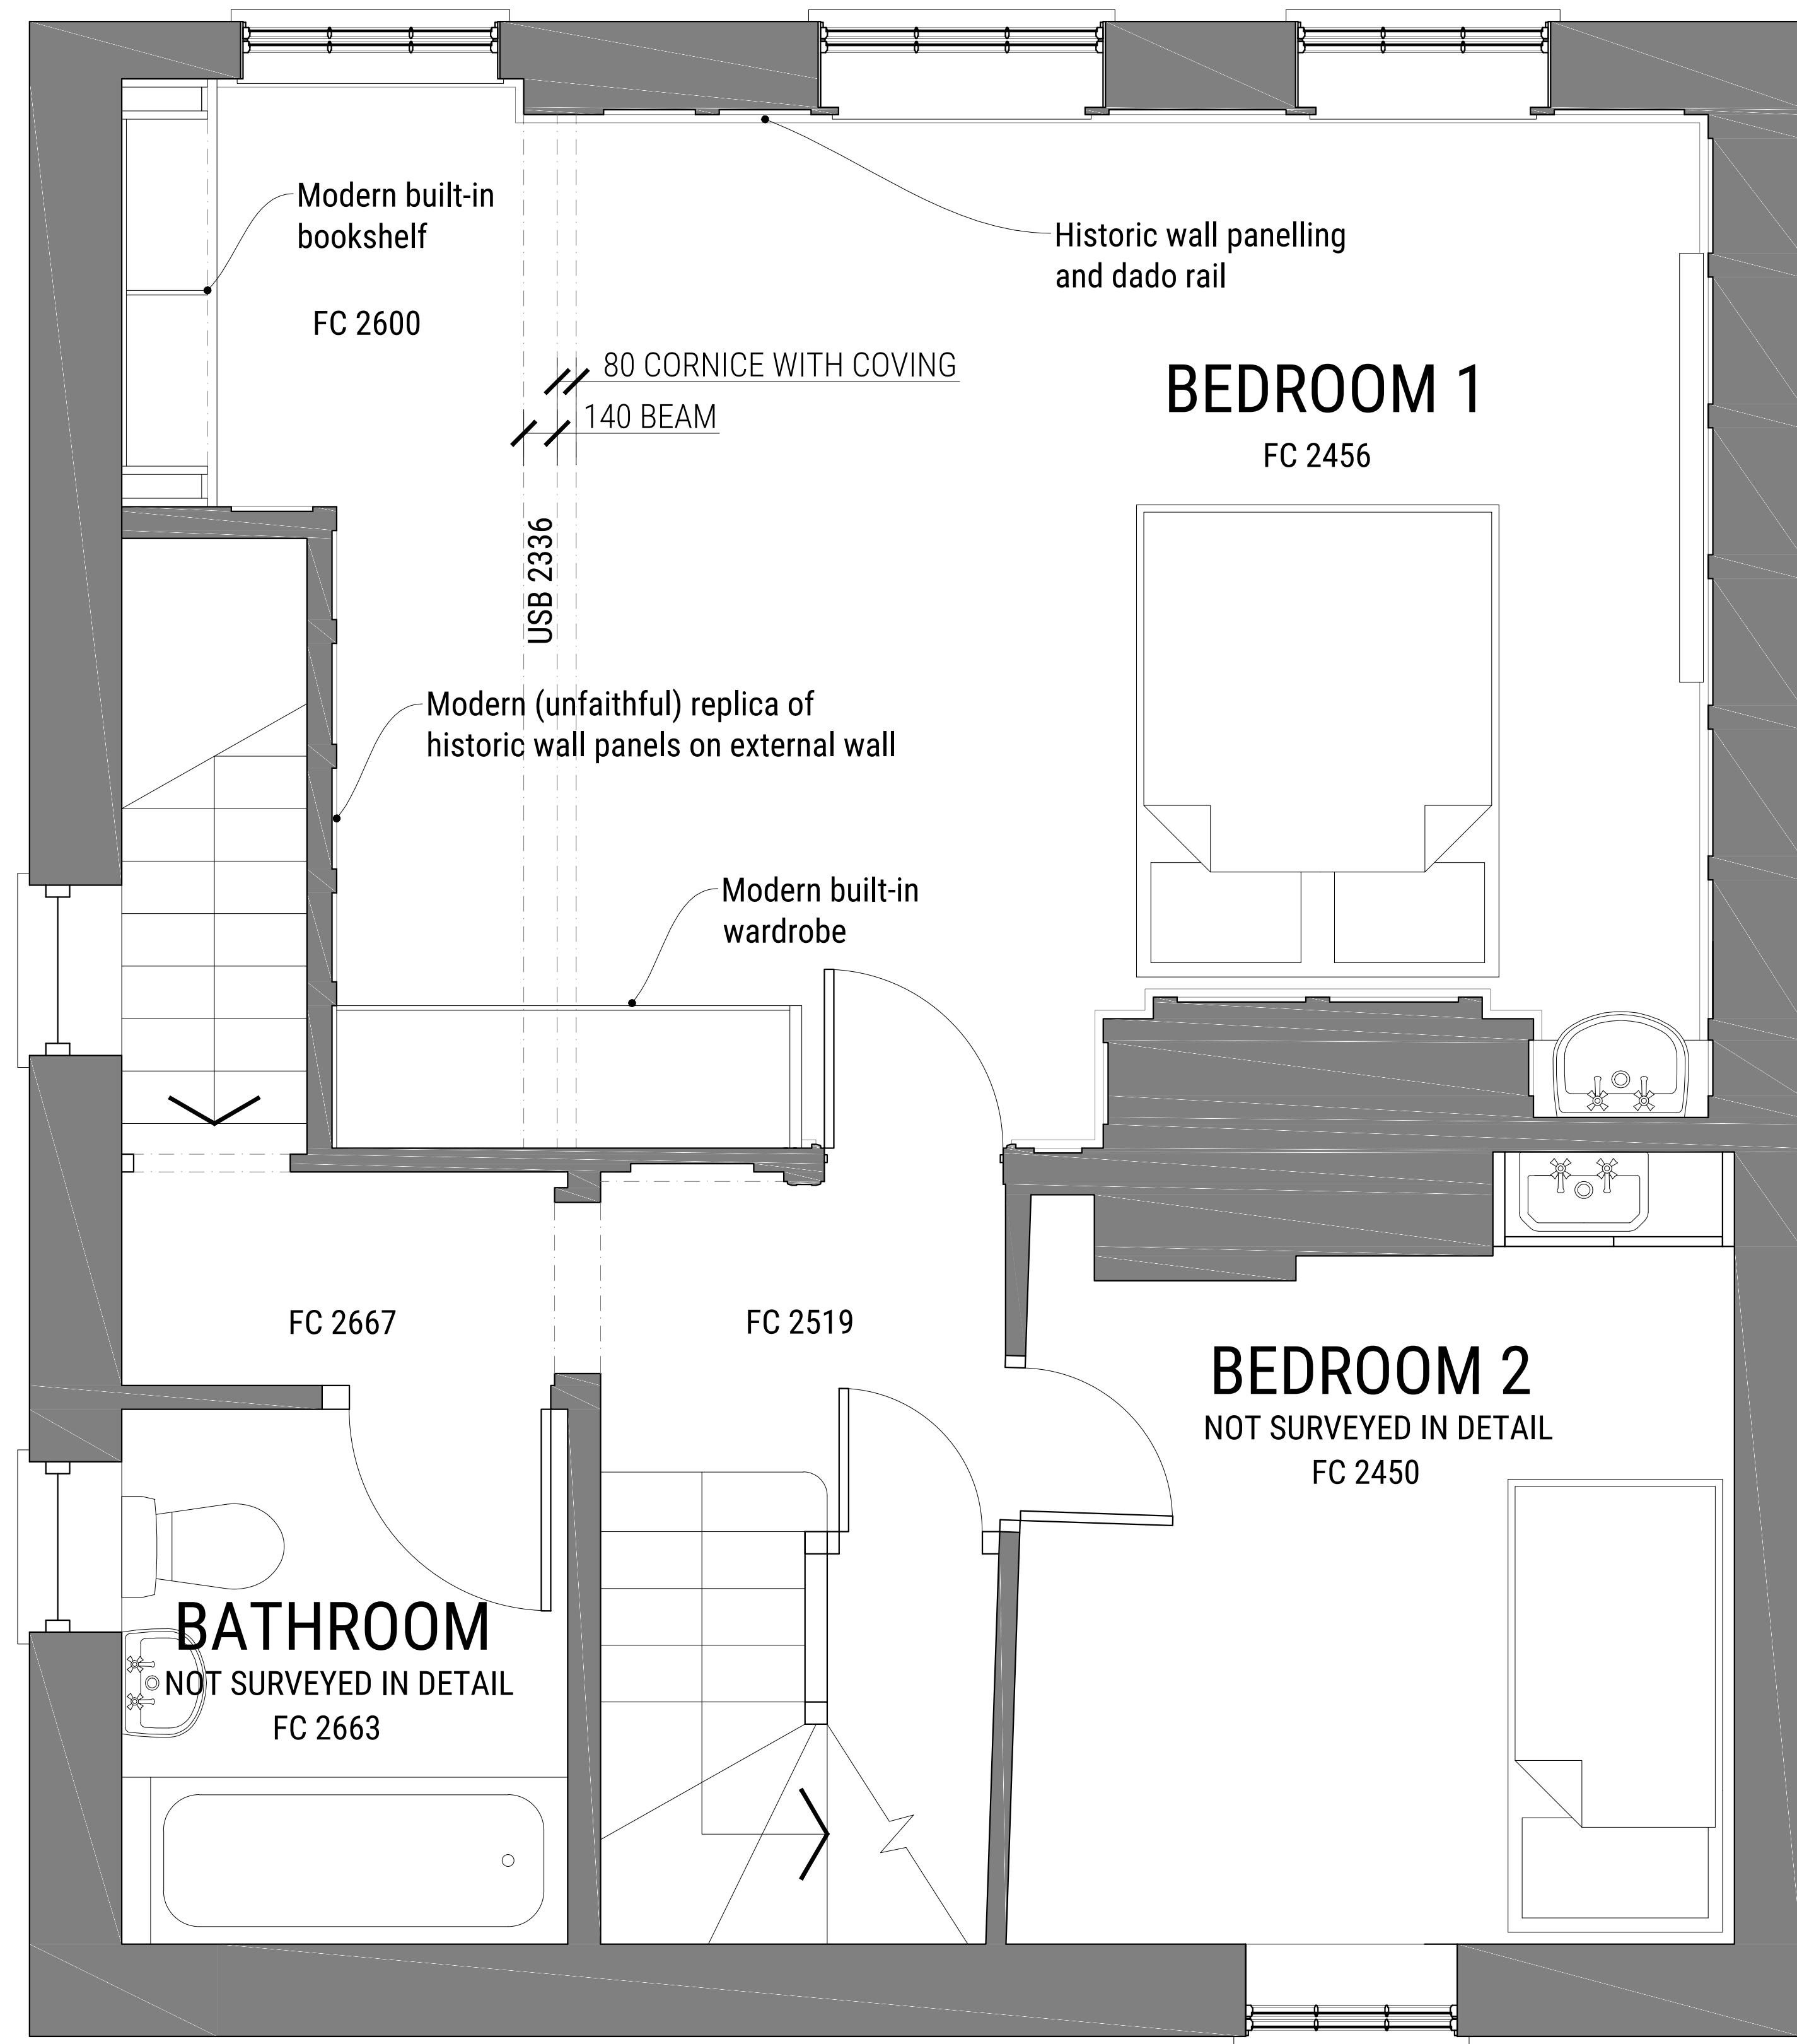 Modern built-in
bookshelf
Historic wall panelling
and dado rail
FC 2600
80 CORNICE WITH COVING
140 BEAM
BEDROOM 1
FC 2456
USB 2336
Modern (unfaithful) replica of
historic wall panels on external wall
Modern built-in
wardrobe
FC 2667
FC 2519
BEDROOM 2
NOT SURVEYED IN DETAIL
FC 2450
BATHROOM
NOT SURVEYED IN DETAIL
FC 2663